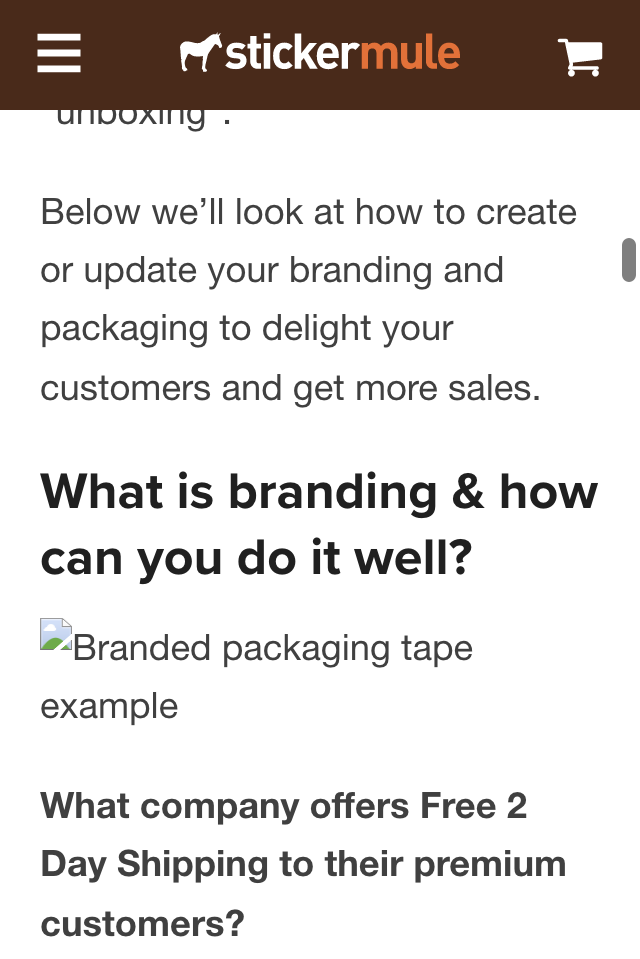 stickermule
"unboxing".
Below we’ll look at how to create
or update your branding and
packaging to delight your
customers and get more sales.
What is branding & how
can you do it well?
Branded packaging tape
example
What company offers Free 2
Day Shipping to their premium
customers?